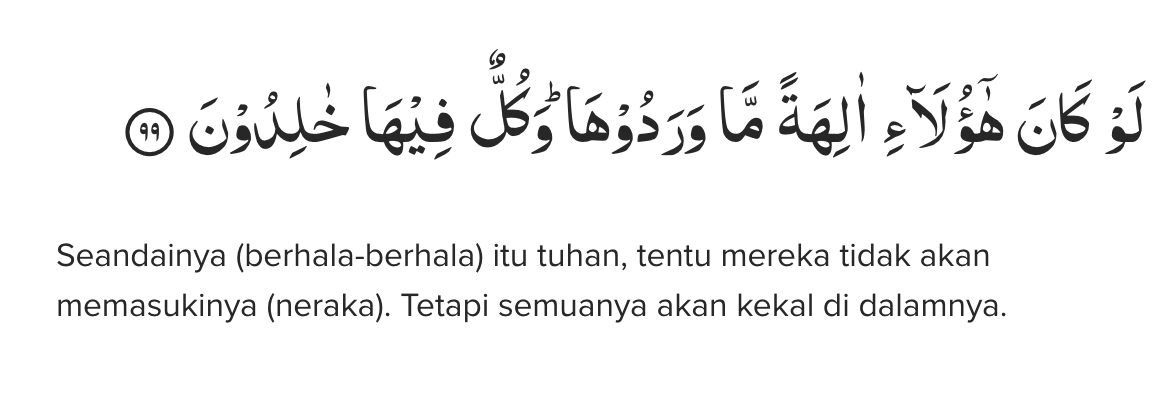 لَوْ كَانَ هٰٓؤُلَاۤءِ اٰلِهَةً مَّا وَرَدُوْهَا ۗوَكُلٌّ فِيْهَا خٰلِدُوْنَ ٩٩
Seandainya (berhala-berhala) itu tuhan, tentu mereka tidak akan
memasukinya (neraka). Tetapi semuanya akan kekal di dalamnya.